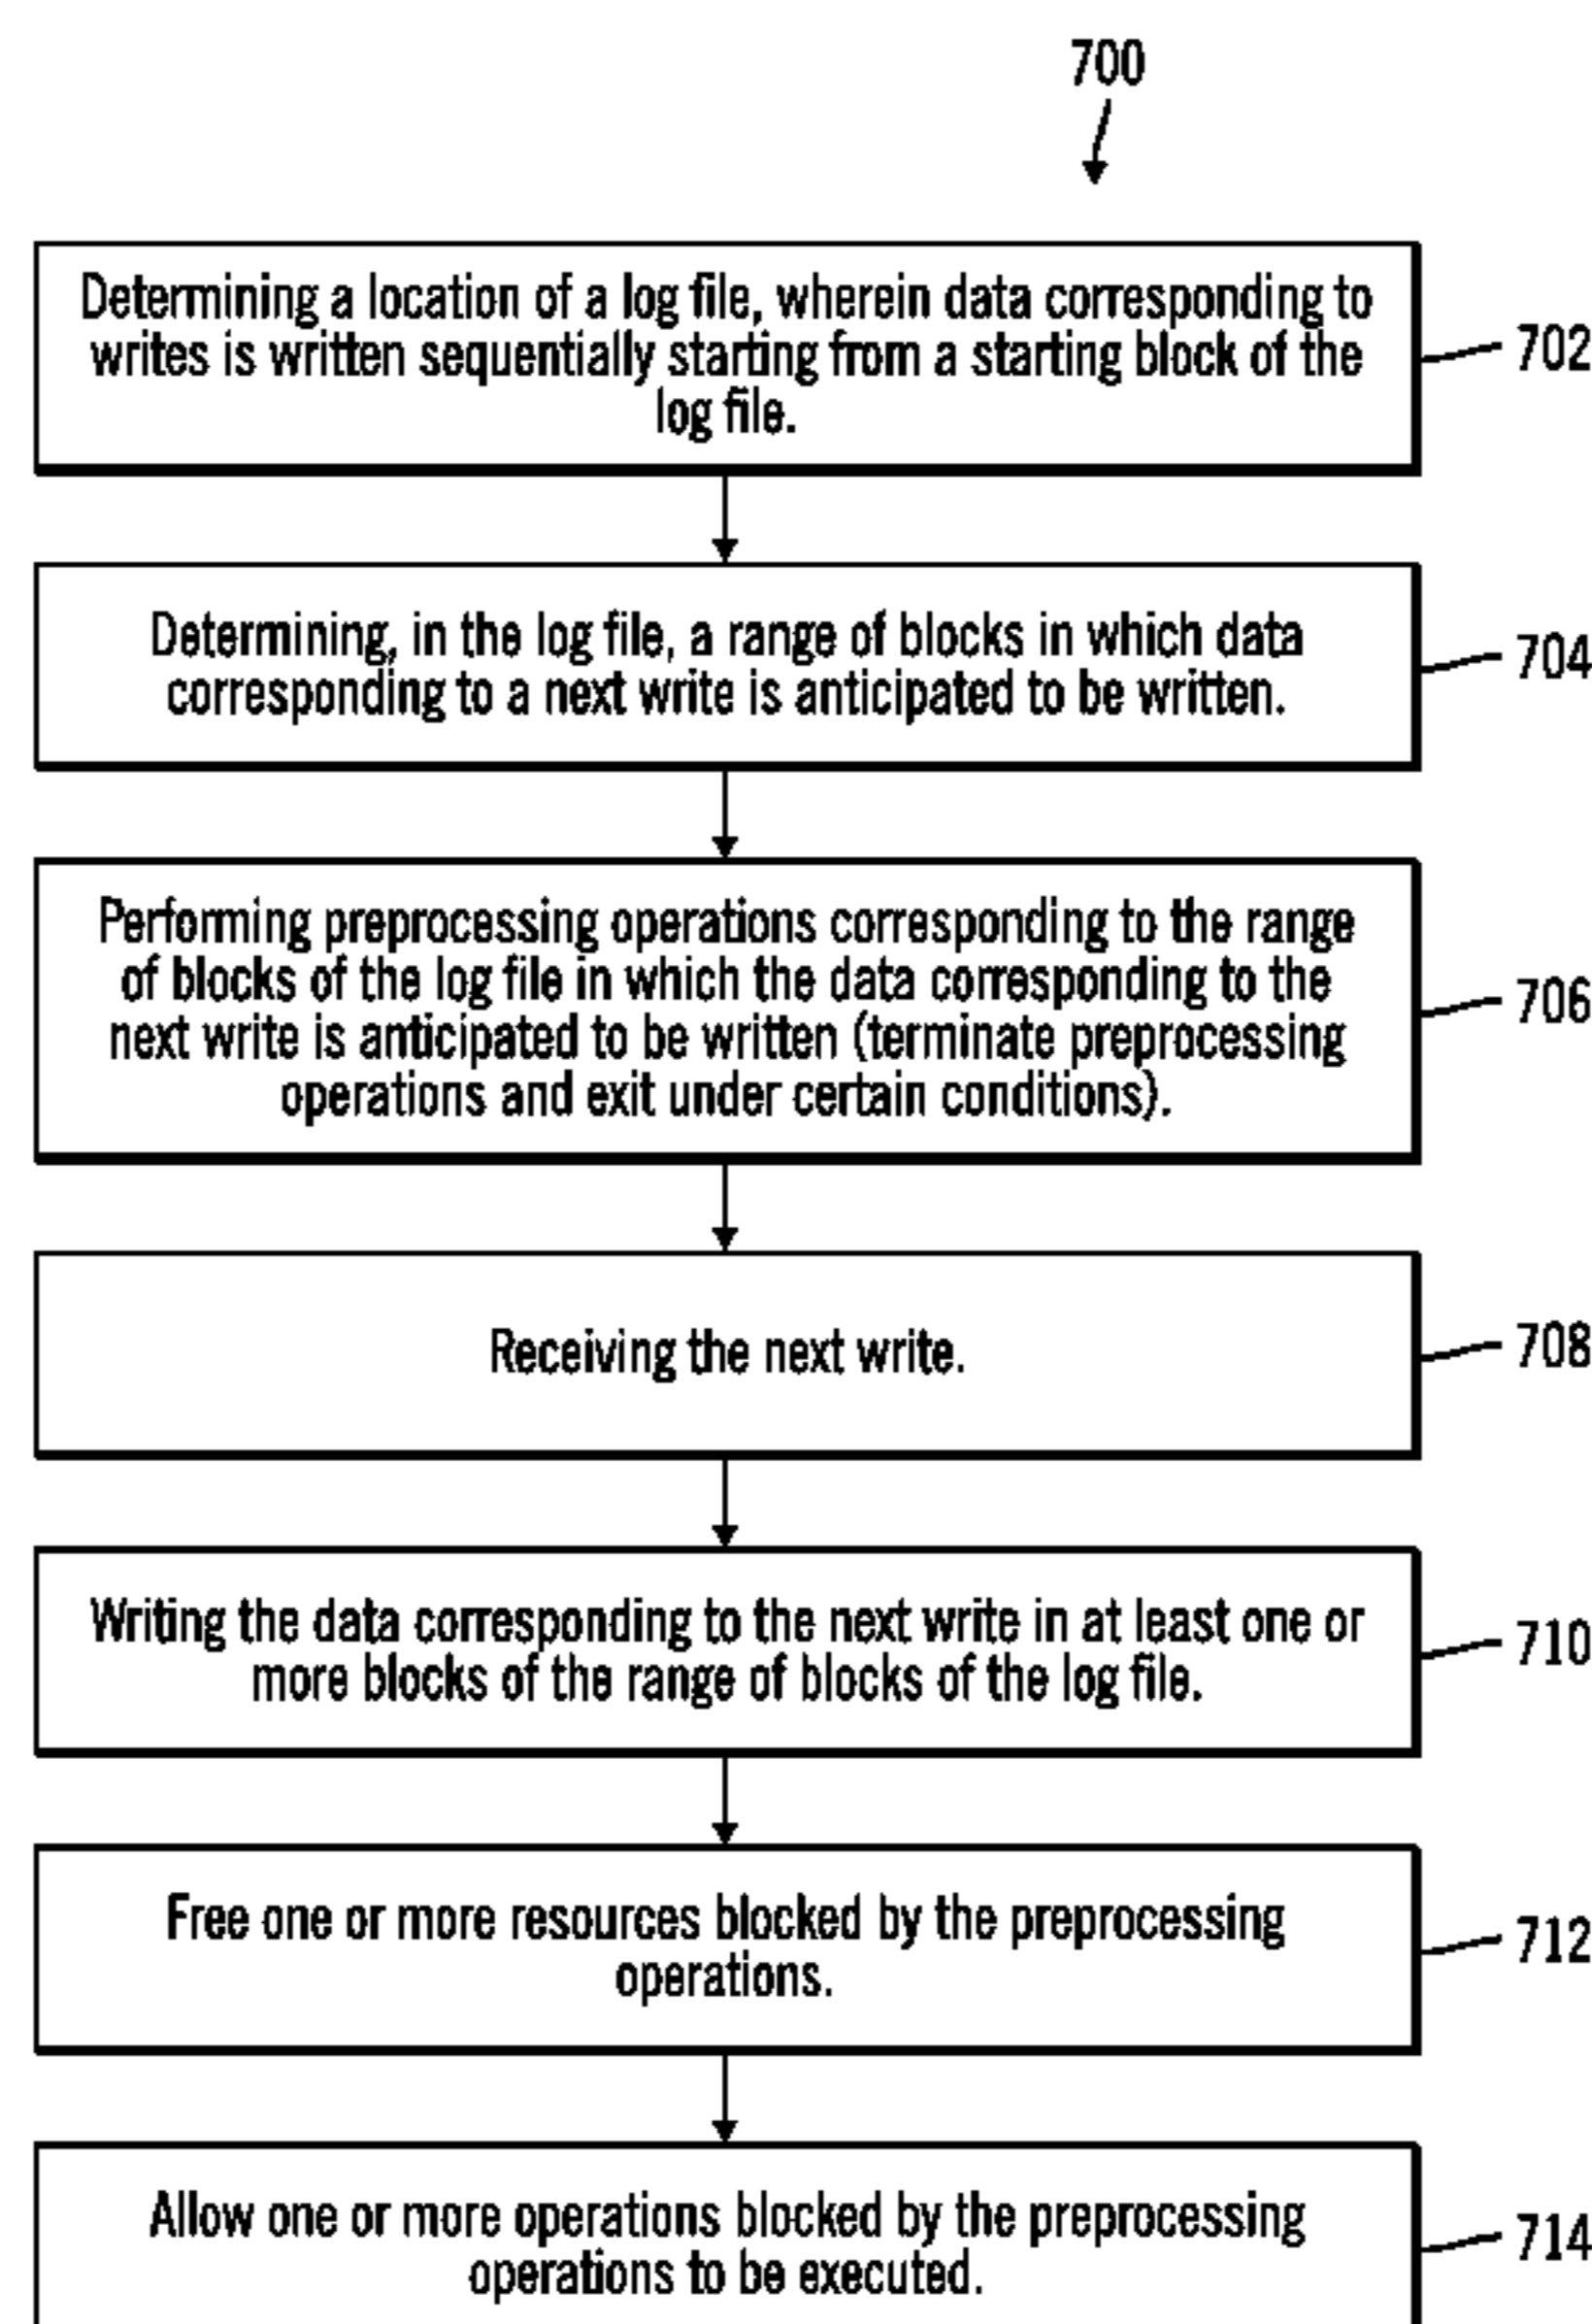 700
Determining a location of a log file, wherein data corresponding to
writes is written sequentially starting from a starting block of the
log file.
702
Determining, in the log file, a range of blocks in which data
corresponding to a next write is anticipated to be written.
704
Performing preprocessing operations corresponding to the range
of blocks of the log file in which the data corresponding to the
next write is anticipated to be written (terminate preprocessing
operations and exit under certain conditions).
706
Receiving the next write.
708
Writing the data corresponding to the next write in at least one or
more blocks of the range of blocks of the log file.
710
Free one or more resources blocked by the preprocessing
operations.
712
Allow one or more operations blocked by the preprocessing
operations to be executed.
714